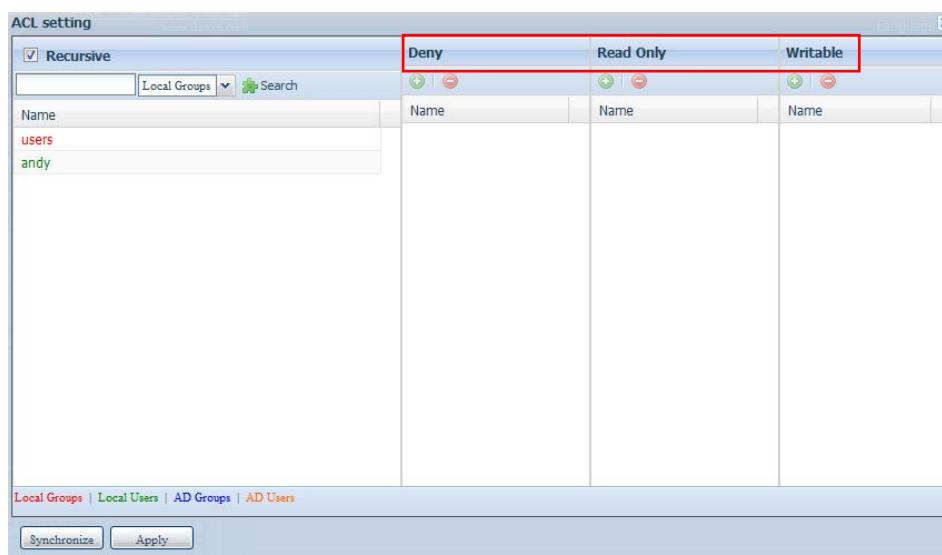 ACL setting
Recursive
Deny
Read Only
Writable
Local Groups
Search
Name
Name
Name
Name
users
andy
Local Groups | Local Users | AD Groups | AD Users
Synchronize
Apply